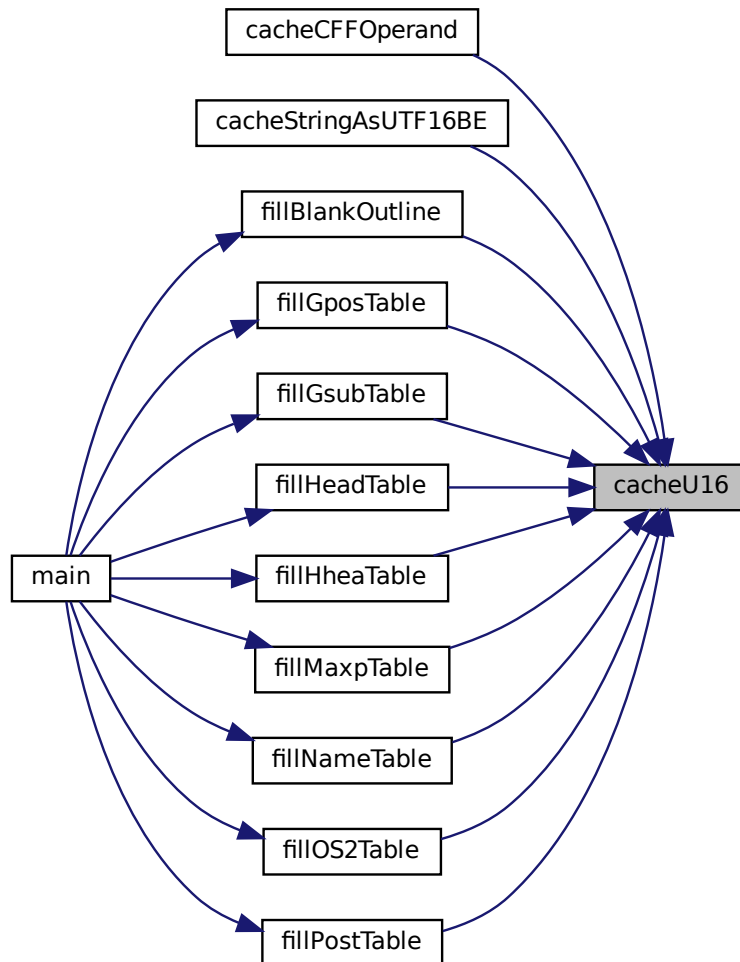 cacheCFFOperand
cacheStringAsUTF16BE
fillBlankOutline
fillGposTable
fillGsubTable
fillHeadTable
cacheU16
main
fillHheaTable
fillMaxpTable
fillNameTable
fillOS2Table
fillPostTable